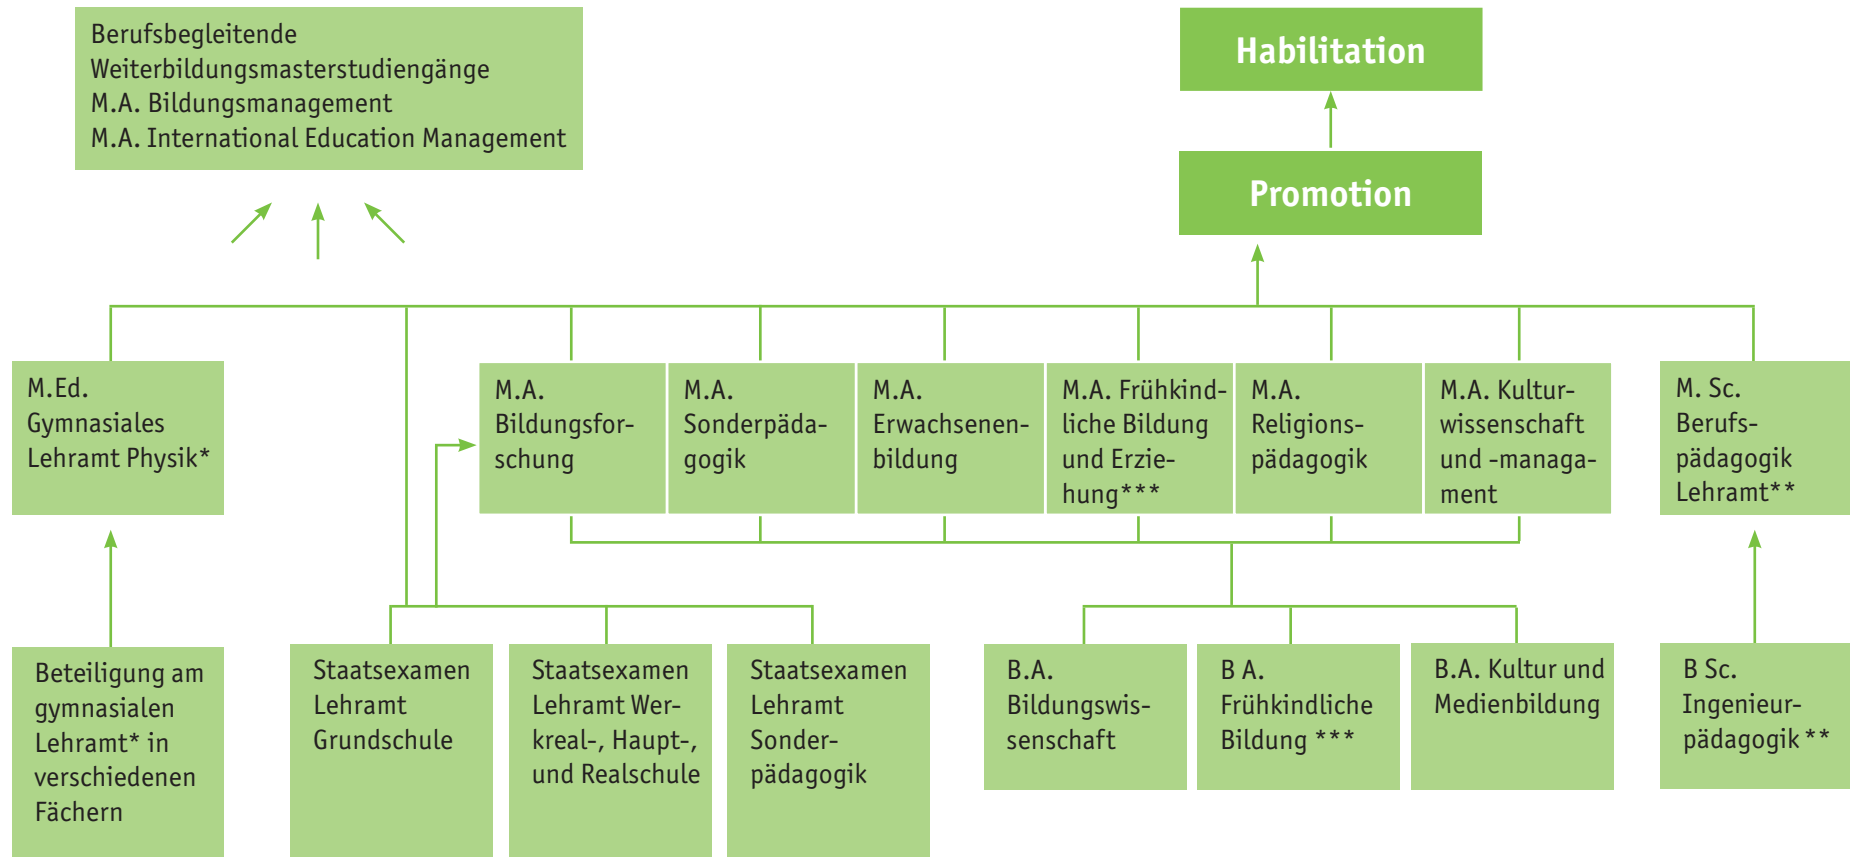 Berufsbegleitende
Weiterbildungsmasterstudiengänge
M.A. Bildungsmanagement
M.A. International Education Management
Habilitation
Promotion
M.Ed.
Gymnasiales
Lehramt Physik*
M.A.
Bildungsfor-
schung
M.A.
Sonderpäda-
gogik
M.A.
Erwachsenen-
bildung
M.A. Frühkind-
liche Bildung
und Erzie-
hung***
M.A.
Religions-
pädagogik
M.A. Kultur-
wissenschaft
und -managa-
ment
M. Sc.
Berufs-
pädagogik
Lehramt**
Beteiligung am
gymnasialen
Lehramt* in
verschiedenen
Fächern
Staatsexamen
Lehramt
Grundschule
Staatsexamen
Lehramt Wer-
kreal-, Haupt-,
und Realschule
Staatsexamen
Lehramt
Sonder-
pädagogik
B.A.
Bildungswis-
senschaft
B A.
Frühkindliche
Bildung ***
B.A. Kultur und
Medienbildung
B Sc.
Ingenieur-
pädagogik **